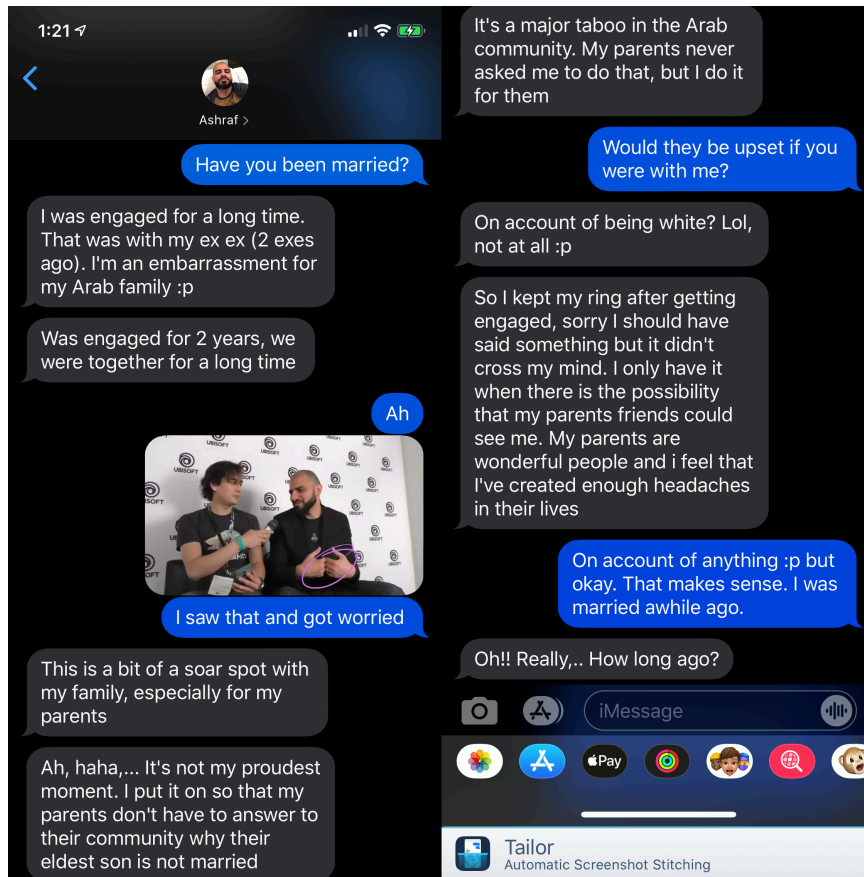 1:21
Ashraf >
Have you been married?
I was engaged for a long time.
That was with my ex ex (2 exes
ago). I'm an embarrassment for
my Arab family :p
Was engaged for 2 years, we
were together for a long time
Ah
UBISOFT
UBISOFT
UBISOFT
UBISOFT
UBISOFT
I saw that and got worried
This is a bit of a soar spot with
my family, especially for my
parents
Ah, haha,... It's not my proudest
moment. I put it on so that my
parents don't have to answer to
their community why their
eldest son is not married
It's a major taboo in the Arab
community. My parents never
asked me to do that, but I do it
for them
Would they be upset if you
were with me?
On account of being white? Lol,
not at all :p
So I kept my ring after getting
engaged, sorry I should have
said something but it didn't
cross my mind. I only have it
when there is the possibility
that my parents friends could
see me. My parents are
wonderful people and i feel that
I've created enough headaches
in their lives
On account of anything :p but
okay. That makes sense. I was
married awhile ago.
Oh!! Really,.. How long ago?
iMessage
Pay
Tailor
Automatic Screenshot Stitching